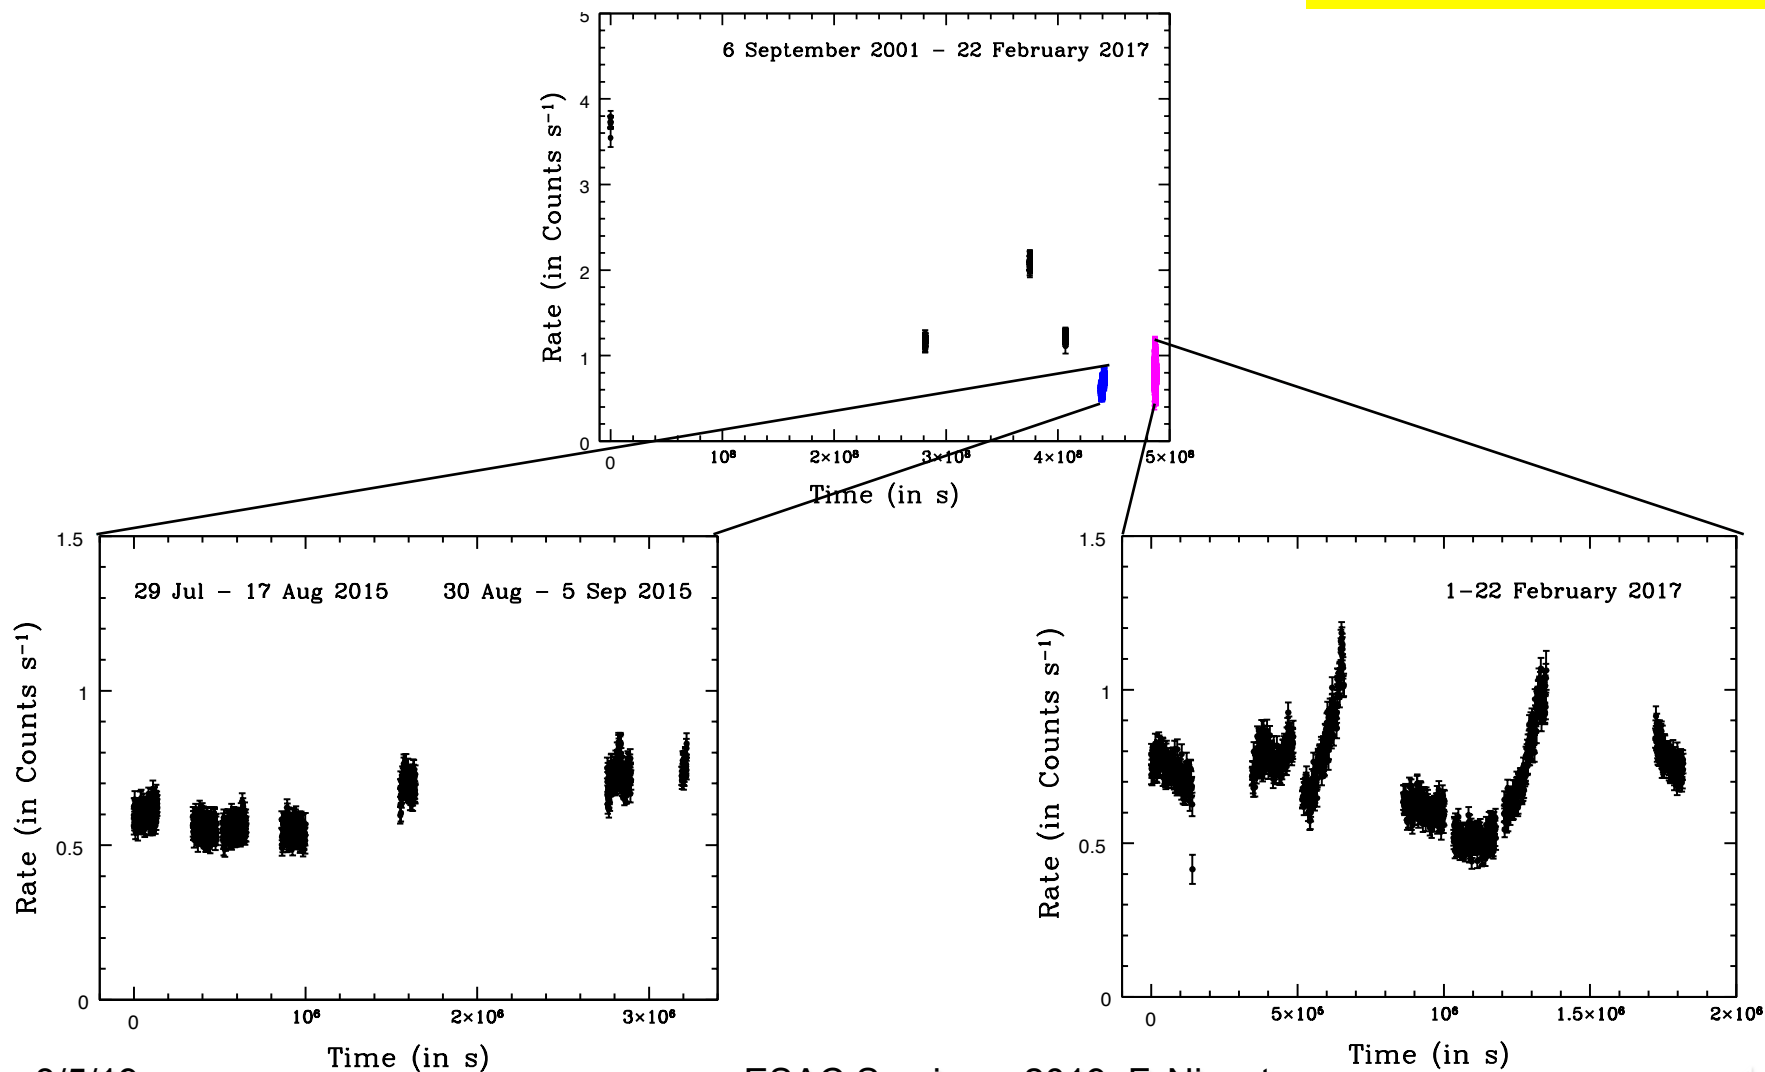 5
4
3
2
1
0
Rate (in Counts s⁻¹)
6 September 2001 – 22 February 2017
0 10⁸ 2×10⁸ 3×10⁸ 4×10⁸ 5×10⁸
Time (in s)
1.5
1
0.5
0
Rate (in Counts s⁻¹)
29 Jul – 17 Aug 2015 30 Aug – 5 Sep 2015
0 10⁶ 2×10⁶ 3×10⁶
Time (in s)
1.5
1
0.5
0
Rate (in Counts s⁻¹)
1–22 February 2017
0 5×10⁵ 10⁶ 1.5×10⁶ 2×10⁶
Time (in s)